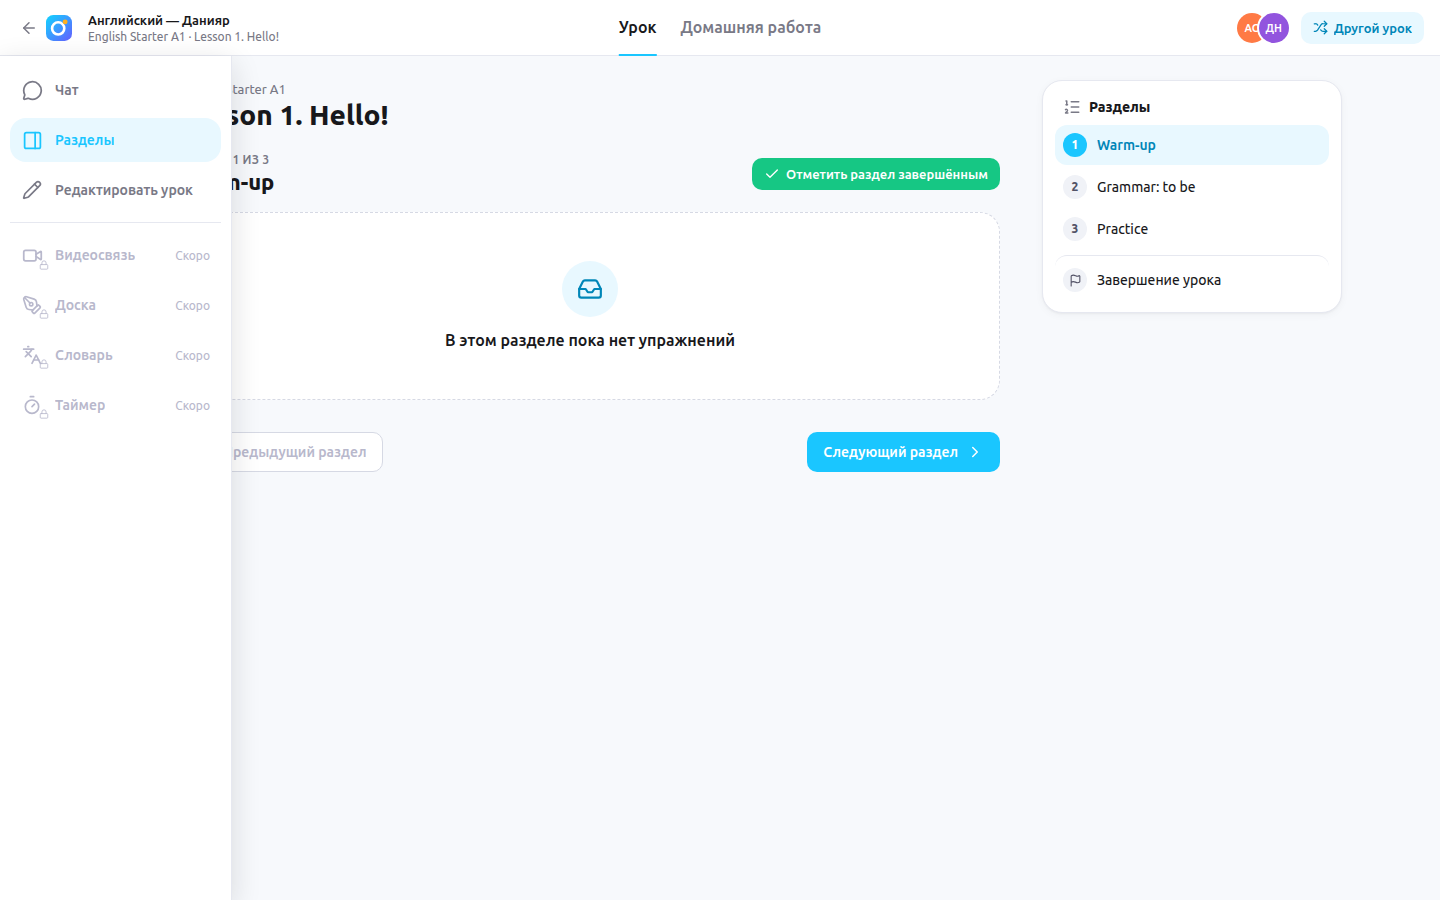 Английский — Данияр
English Starter A1 · Lesson 1. Hello!
Урок
Домашняя работа
ДН
Другой урок
Чат
Разделы
Редактировать урок
Видеосвязь
Скоро
Доска
Скоро
Словарь
Скоро
Таймер
Скоро
tarter A1
son 1. Hello!
1 ИЗ 3
n-up
Отметить раздел завершённым
В этом разделе пока нет упражнений
редыдущий раздел
Следующий раздел
Разделы
1 Warm-up
2 Grammar: to be
3 Practice
Завершение урока